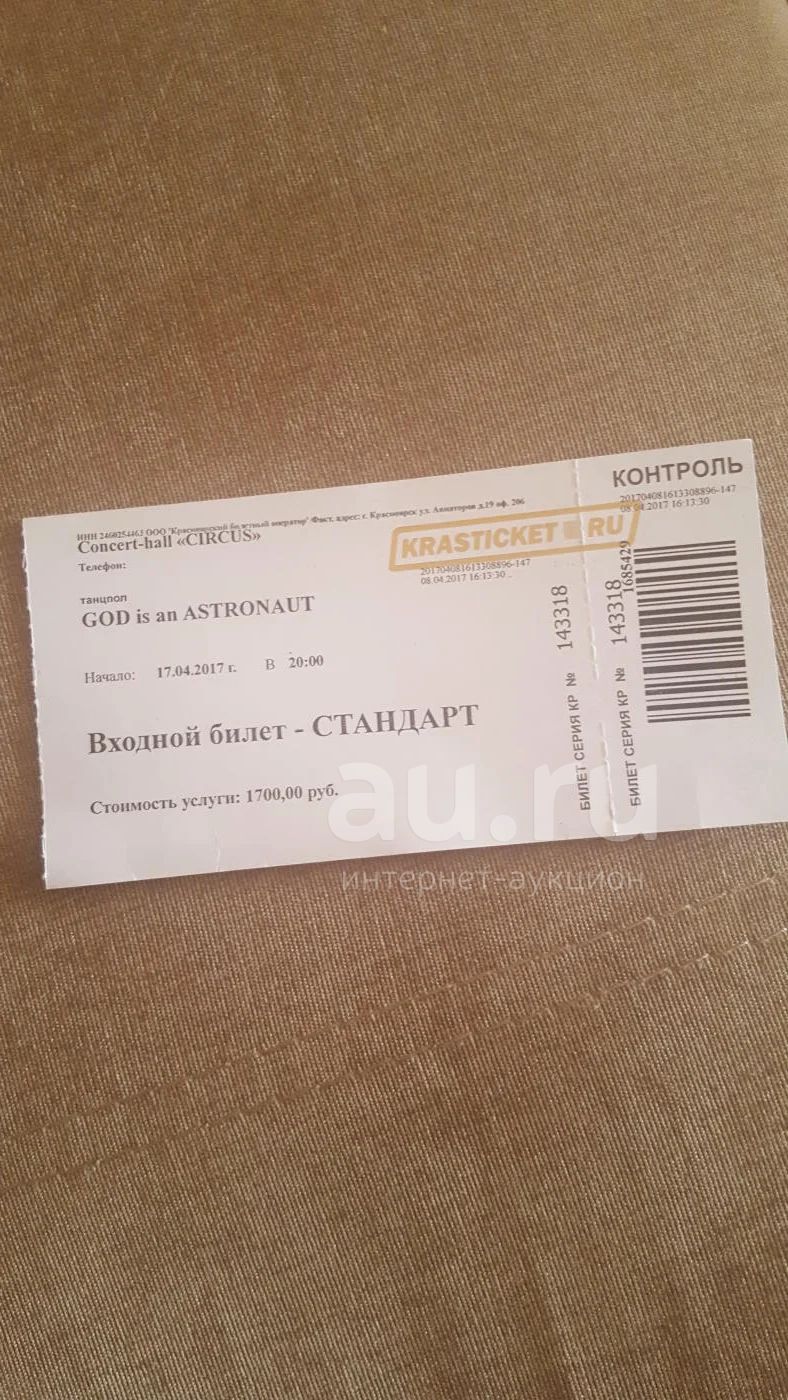 ИНН 2460254463 ООО "Красноярский билетный оператор" Факт. адрес: г. Красноярск ул. Авиаторов д.19 оф. 206
Concert-hall «CIRCUS»
Телефон:
KRASTICKET RU
201704081613308896-147
08.04.2017 16:13:30
танцпол
GOD is an ASTRONAUT
Начало: 17.04.2017 г. В 20:00
Входной билет - СТАНДАРТ
Стоимость услуги: 1700,00 руб.
БИЛЕТ СЕРИЯ КР № 143318
КОНТРОЛЬ
201704081613308896-147
08.04.2017 16:13:30
БИЛЕТ СЕРИЯ КР № 143318
1685429
au.ru
интернет-аукцион